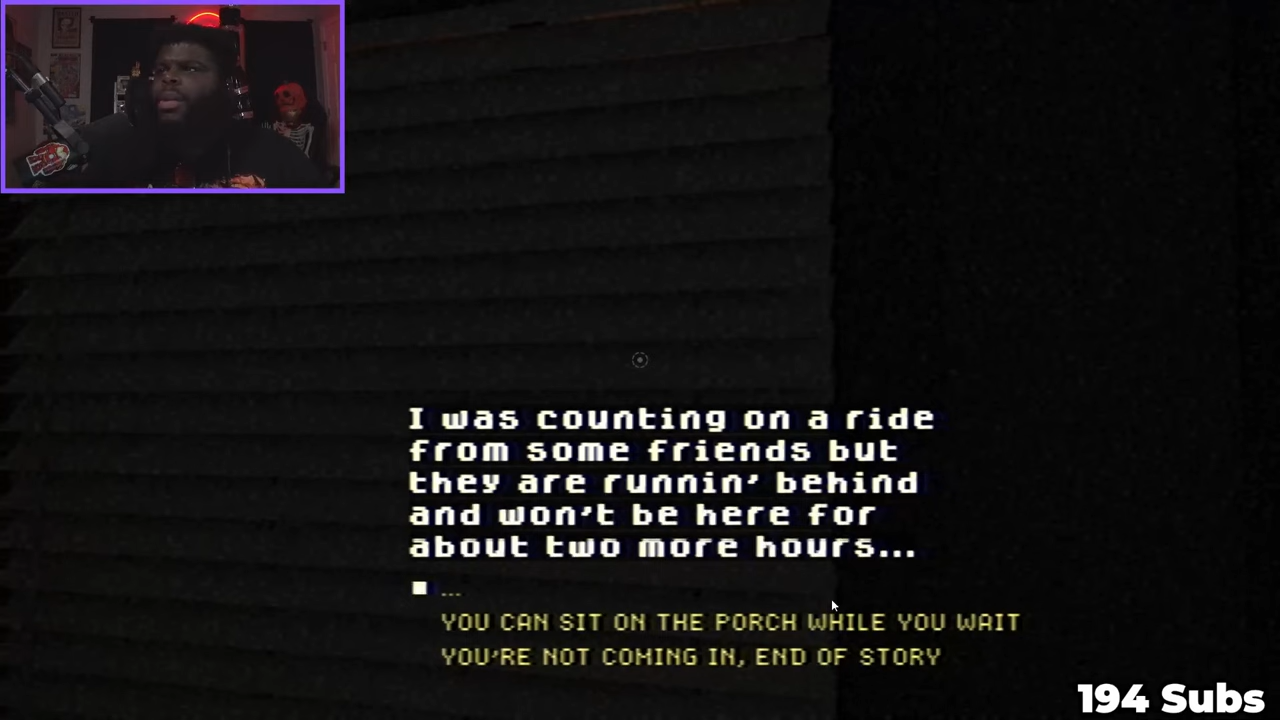 I was counting on a ride
from some friends but
they are runnin' behind
and won't be here for
about two more hours...
...
YOU CAN SIT ON THE PORCH WHILE YOU WAIT
YOU'RE NOT COMING IN, END OF STORY
194 Subs